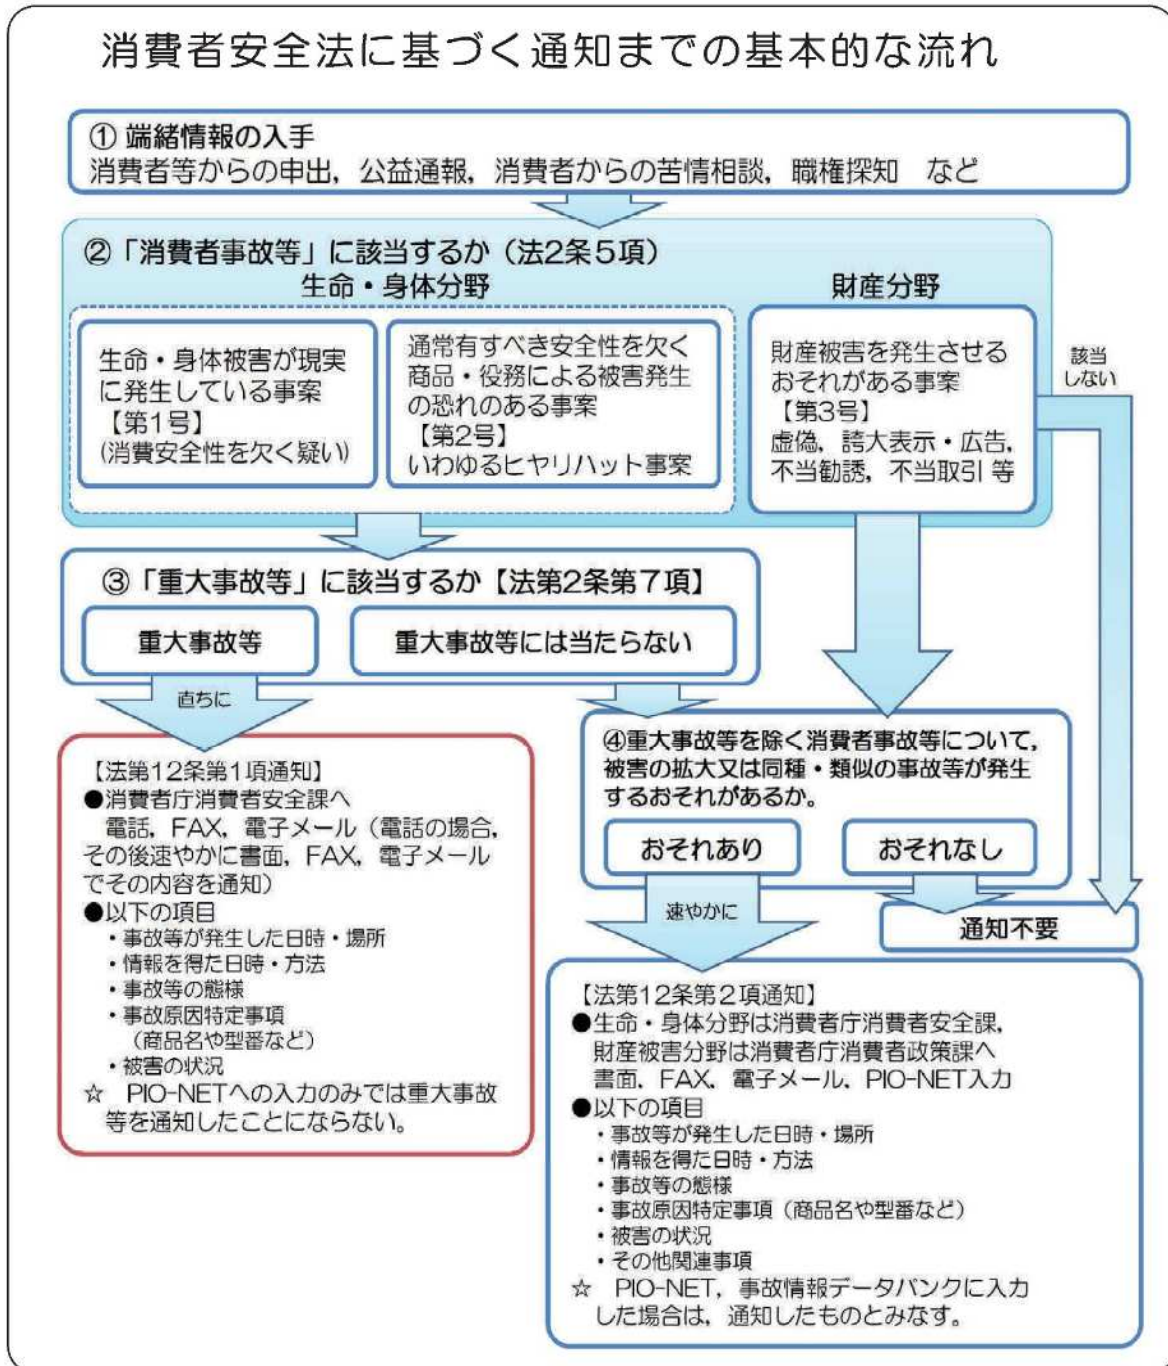 消費者安全法に基づく通知までの基本的な流れ
① 端緒情報の入手
消費者等からの申出，公益通報，消費者からの苦情相談，職権探知　など
②「消費者事故等」に該当するか（法2条5項）
生命・身体分野
財産分野
生命・身体被害が現実
に発生している事案
【第1号】
(消費安全性を欠く疑い)
通常有すべき安全性を欠く
商品・役務による被害発生
の恐れのある事案
【第2号】
いわゆるヒヤリハット事案
財産被害を発生させる
おそれがある事案
【第3号】
虚偽，誇大表示・広告，
不当勧誘，不当取引 等
該当
しない
③「重大事故等」に該当するか【法第2条第7項】
重大事故等
重大事故等には当たらない
直ちに
【法第12条第1項通知】
●消費者庁消費者安全課へ
電話，FAX，電子メール（電話の場合，
その後速やかに書面，FAX，電子メール
でその内容を通知）
●以下の項目
・事故等が発生した日時・場所
・情報を得た日時・方法
・事故等の態様
・事故原因特定事項
（商品名や型番など）
・被害の状況
☆　PIO-NETへの入力のみでは重大事故
等を通知したことにならない。
④重大事故等を除く消費者事故等について，
被害の拡大又は同種・類似の事故等が発生
するおそれがあるか。
おそれあり
おそれなし
速やかに
通知不要
【法第12条第2項通知】
●生命・身体分野は消費者庁消費者安全課，
財産被害分野は消費者庁消費者政策課へ
書面，FAX，電子メール、PIO-NET入力
●以下の項目
・事故等が発生した日時・場所
・情報を得た日時・方法
・事故等の態様
・事故原因特定事項（商品名や型番など）
・被害の状況
・その他関連事項
☆　PIO-NET，事故情報データバンクに入力
した場合は，通知したものとみなす。